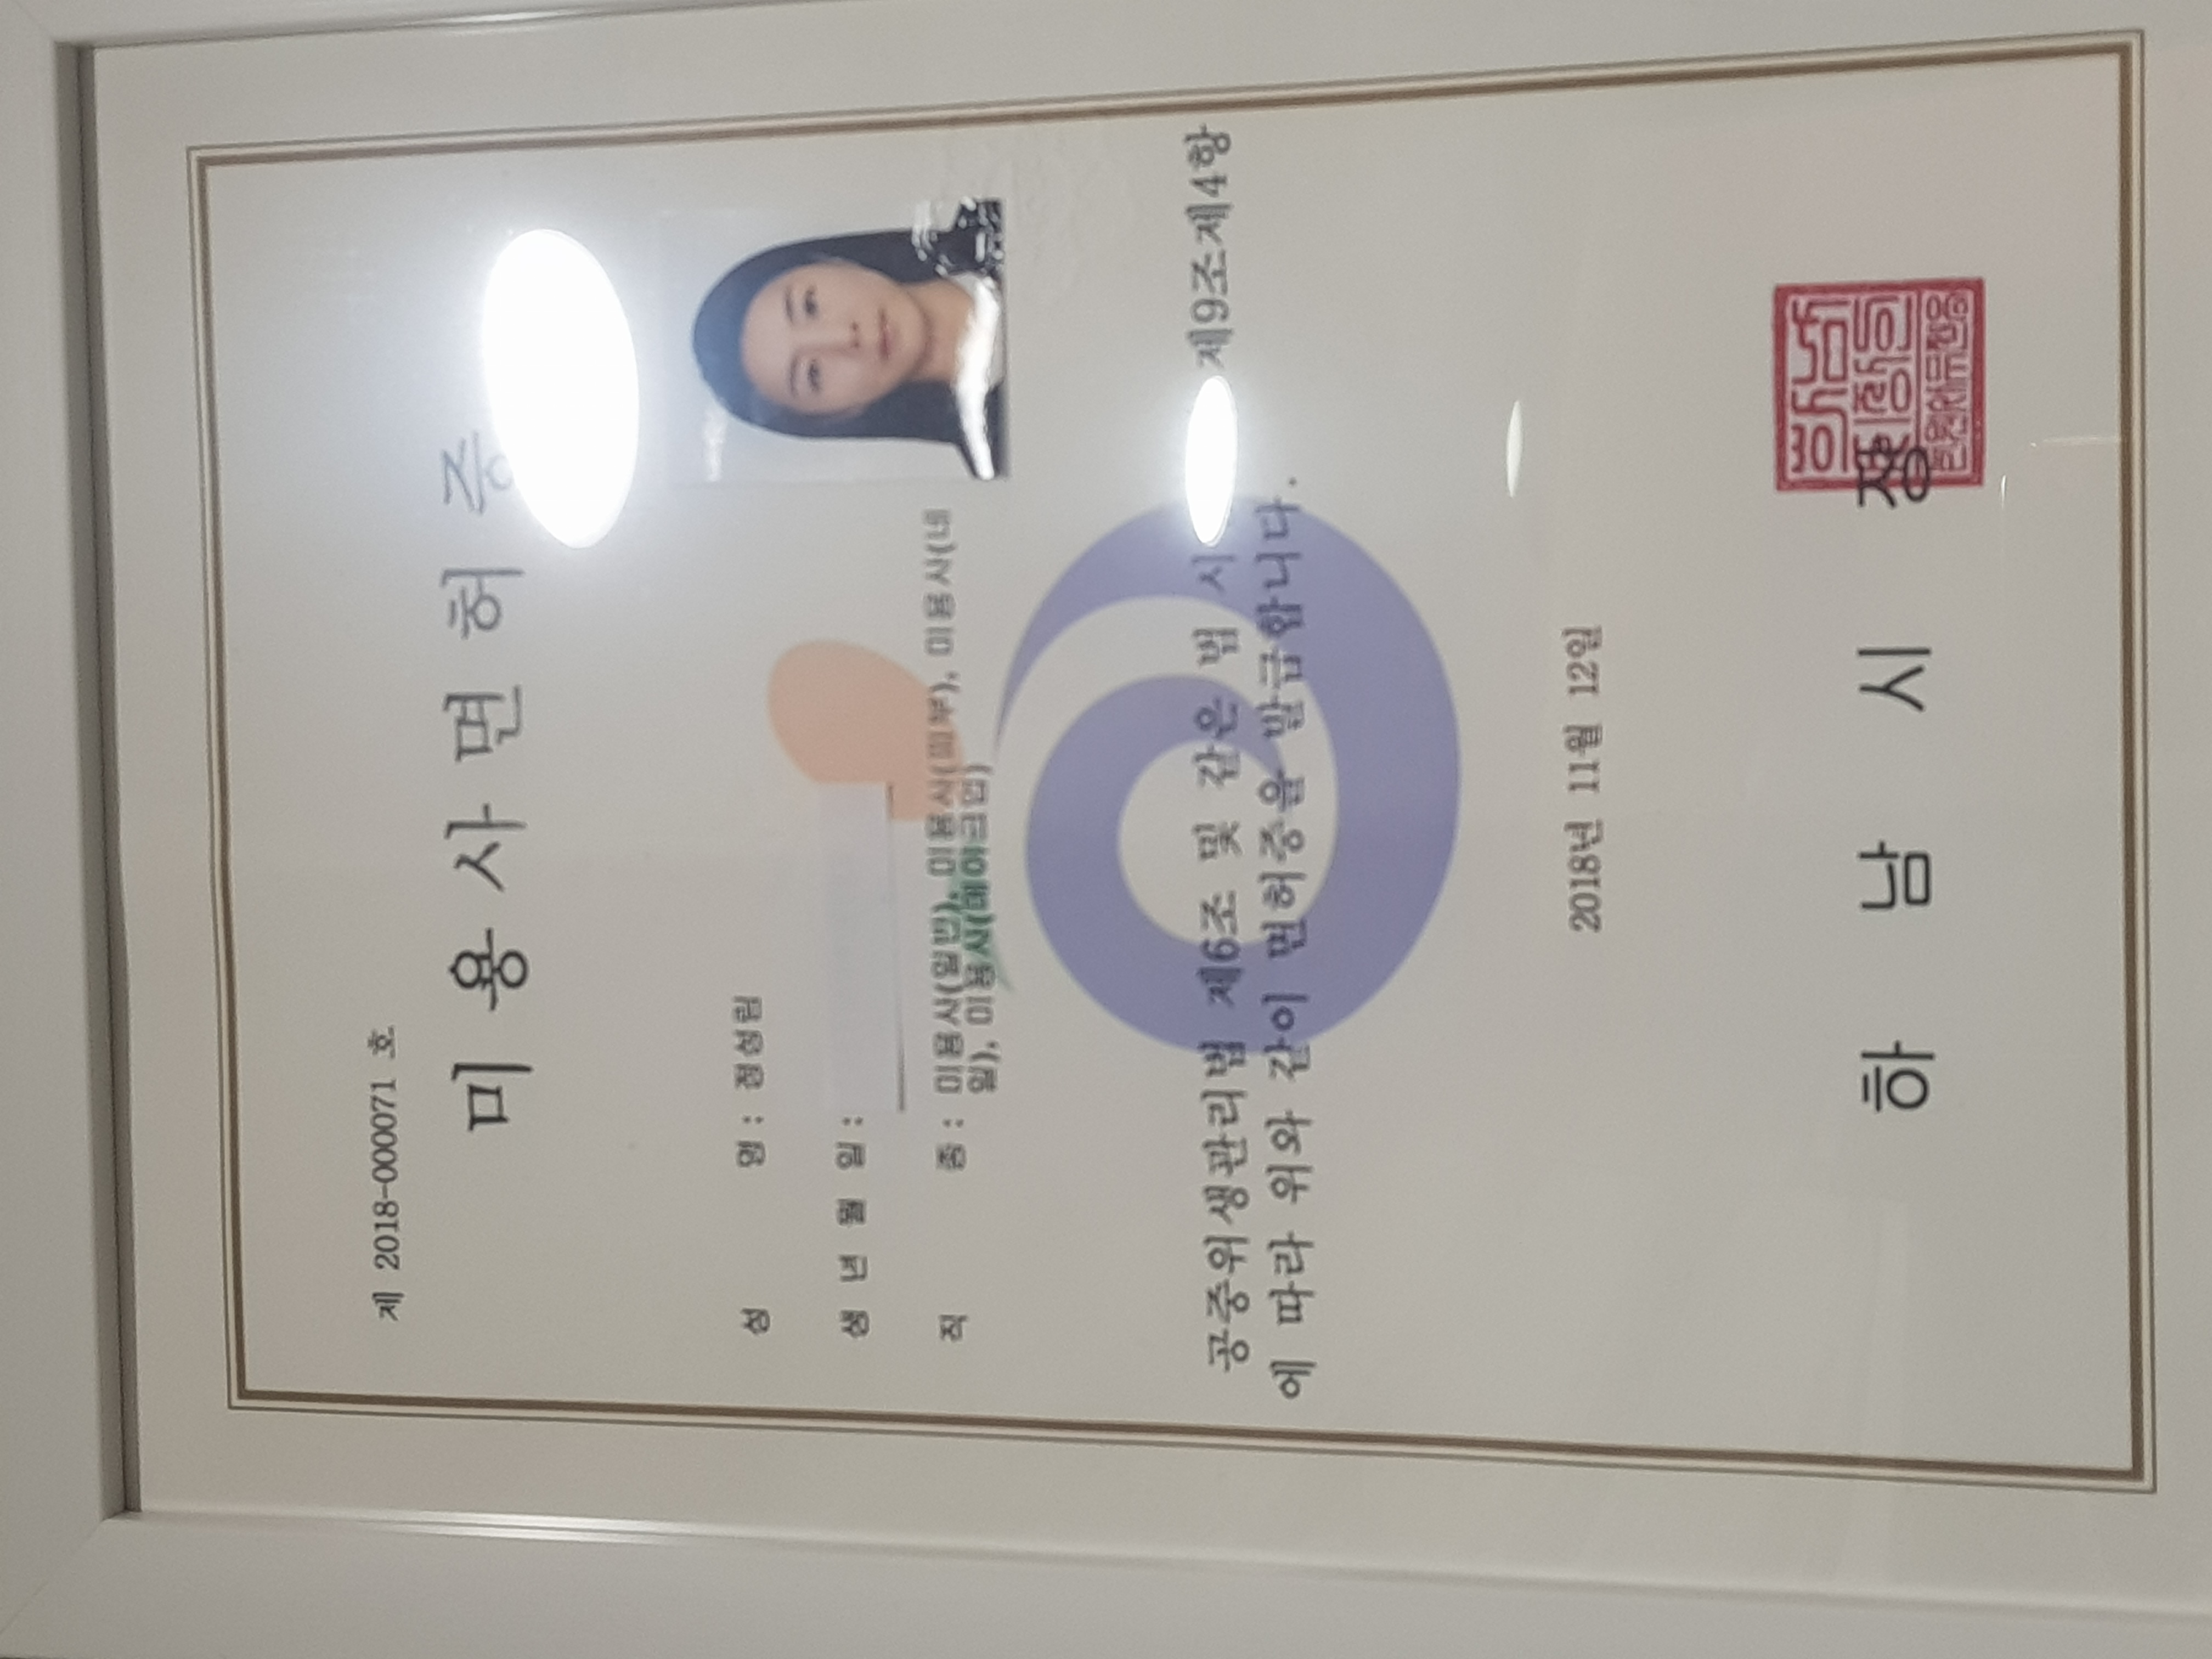 제 2018-000071 호
미 용 사 면 허 증
성 명 : 정성림
생 년 월 일 :
직 종 : 미용사(일반), 미용사(피부), 미용사(네
일), 미용사(메이크업)
공중위생관리법 제6조 및 같은 법 시 제9조제4항
에 따라 위와 같이 면허증을 발급합니다.
2018년 11월 12일
하 남 시 장